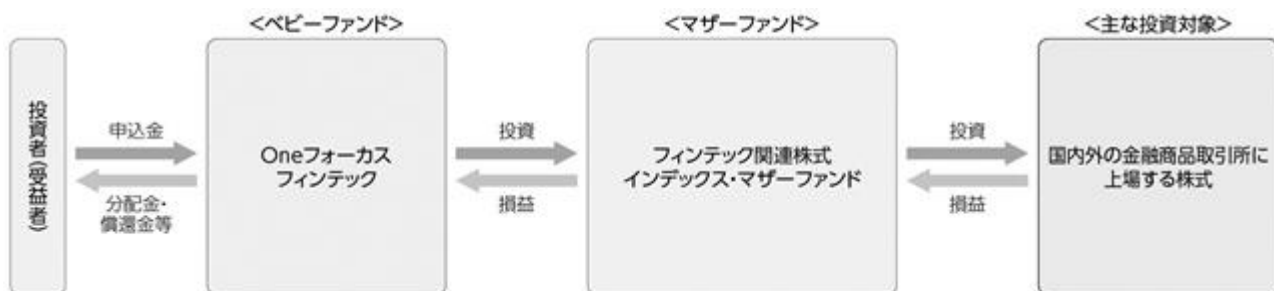 <ベビーファンド>
<マザーファンド>
<主な投資対象>
投資者(受益者)
申込金
分配金・
償還金等
Oneフォーカス
フィンテック
投資
損益
フィンテック関連株式
インデックス・マザーファンド
投資
損益
国内外の金融商品取引所に
上場する株式